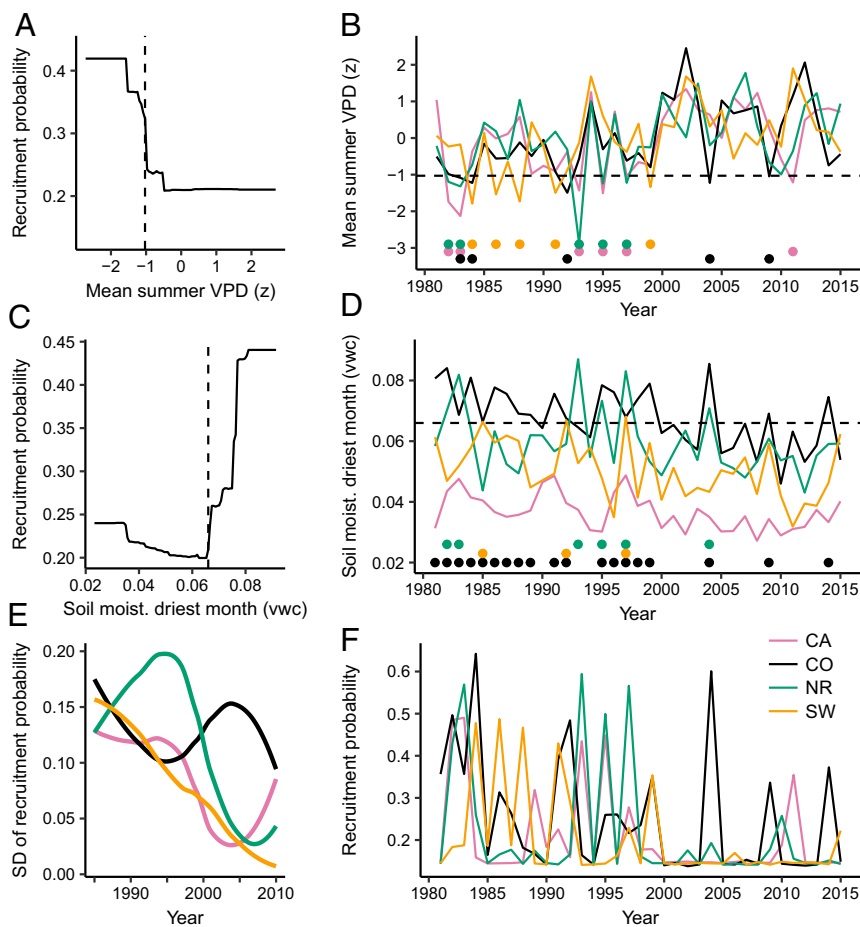 A
Recruitment probability
0.4
0.3
0.2
−2 −1 0 1 2
Mean summer VPD (z)
B
Mean summer VPD (z)
2
1
0
−1
−2
−3
1980 1985 1990 1995 2000 2005 2010 2015
Year
C
Recruitment probability
0.45
0.40
0.35
0.30
0.25
0.20
0.02 0.04 0.06 0.08
Soil moist. driest month (vwc)
D
Soil moist. driest month (vwc)
0.08
0.06
0.04
0.02
1980 1985 1990 1995 2000 2005 2010 2015
Year
E
SD of recruitment probability
0.20
0.15
0.10
0.05
0.00
1990 2000 2010
Year
F
Recruitment probability
0.6
0.5
0.4
0.3
0.2
1980 1985 1990 1995 2000 2005 2010 2015
Year
CA
CO
NR
SW